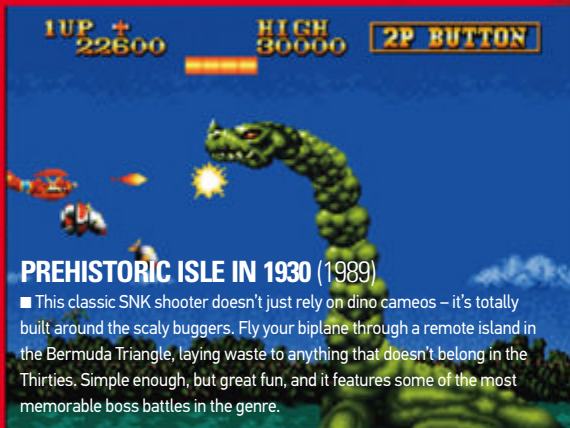 1UP + HIGH 2P BUTTON
22600 30000
PREHISTORIC ISLE IN 1930 (1989)
■ This classic SNK shooter doesn't just rely on dino cameos – it's totally
built around the scaly buggers. Fly your biplane through a remote island in
the Bermuda Triangle, laying waste to anything that doesn't belong in the
Thirties. Simple enough, but great fun, and it features some of the most
memorable boss battles in the genre.